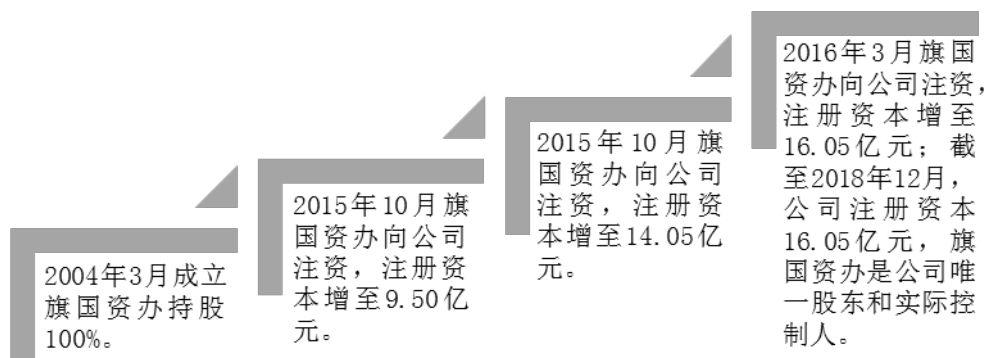 2004年3月成立
旗国资办持股
100%。
2015年10月旗
国资办向公司
注资，注册资
本增至9.50亿
元。
2015年10月旗
国资办向公司
注资，注册资
本增至14.05亿
元。
2016年3月旗国
资办向公司注资，
注册资本增至
16.05亿元；截
至2018年12月，
公司注册资本
16.05亿元，旗
国资办是公司唯
一股东和实际控
制人。